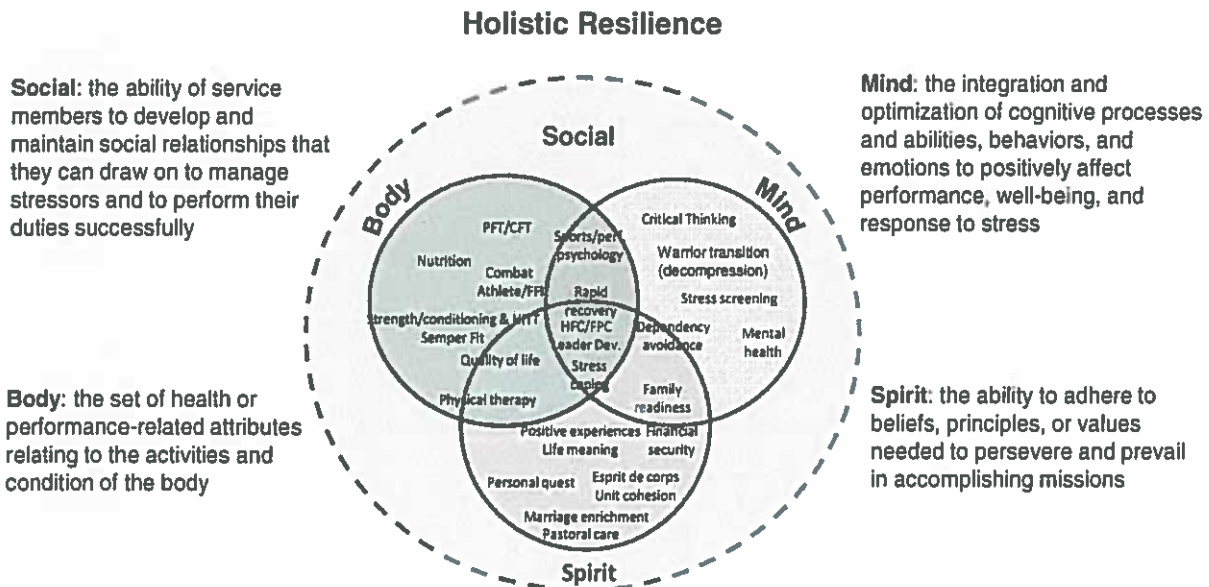 Holistic Resilience
Social: the ability of service
members to develop and
maintain social relationships that
they can draw on to manage
stressors and to perform their
duties successfully
Mind: the integration and
optimization of cognitive processes
and abilities, behaviors, and
emotions to positively affect
performance, well-being, and
response to stress
Social
Body
Mind
PFT/CFT
Nutrition
Combat
Athlete/FFI
Strength/conditioning & HITT
Semper Fit
Quality of life
Physical therapy
Sports/perf.
psychology
Rapid
recovery
HFC/FPC
Leader Dev.
Stress
coping
Critical Thinking
Warrior transition
(decompression)
Stress screening
Dependency
avoidance
Mental
health
Family
readiness
Positive experiences
Life meaning
Financial
security
Personal quest
Esprit de corps
Unit cohesion
Marriage enrichment
Pastoral care
Spirit
Body: the set of health or
performance-related attributes
relating to the activities and
condition of the body
Spirit: the ability to adhere to
beliefs, principles, or values
needed to persevere and prevail
in accomplishing missions